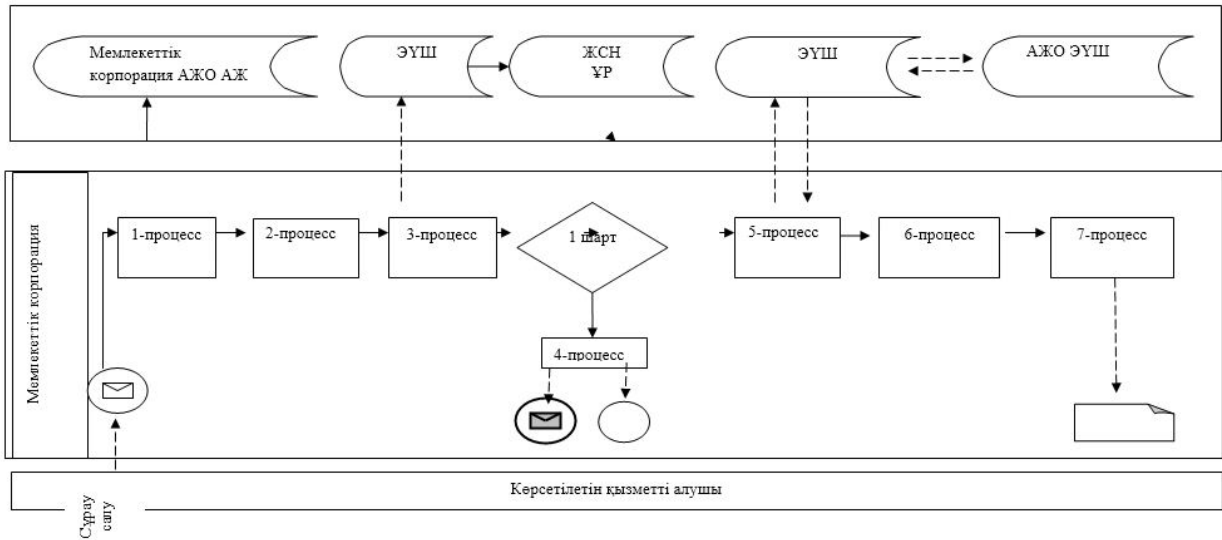 Мемлекеттік
корпорация АЖО АЖ
ЭҮШ
ЖСН
ҰР
ЭҮШ
АЖО ЭҮШ
Мемлекеттік корпорация
1-процесс
2-процесс
3-процесс
1 шарт
5-процесс
6-процесс
7-процесс
4-процесс
Көрсетілетін қызметті алушы
Сұрау
салу